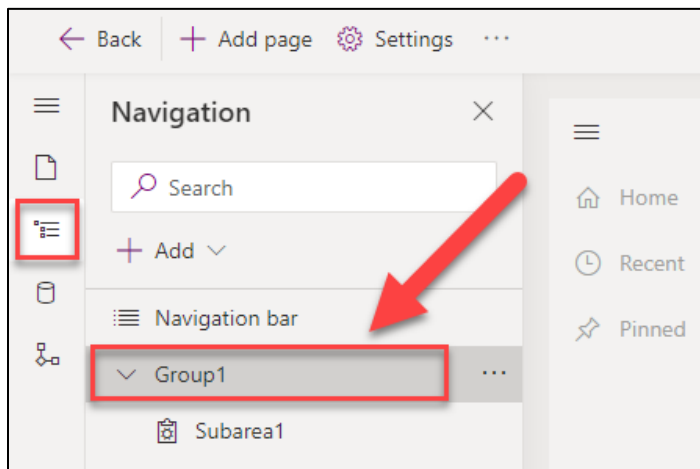 Back
Add page
Settings
Navigation
Search
Add
Navigation bar
Group1
Subarea1
Home
Recent
Pinned